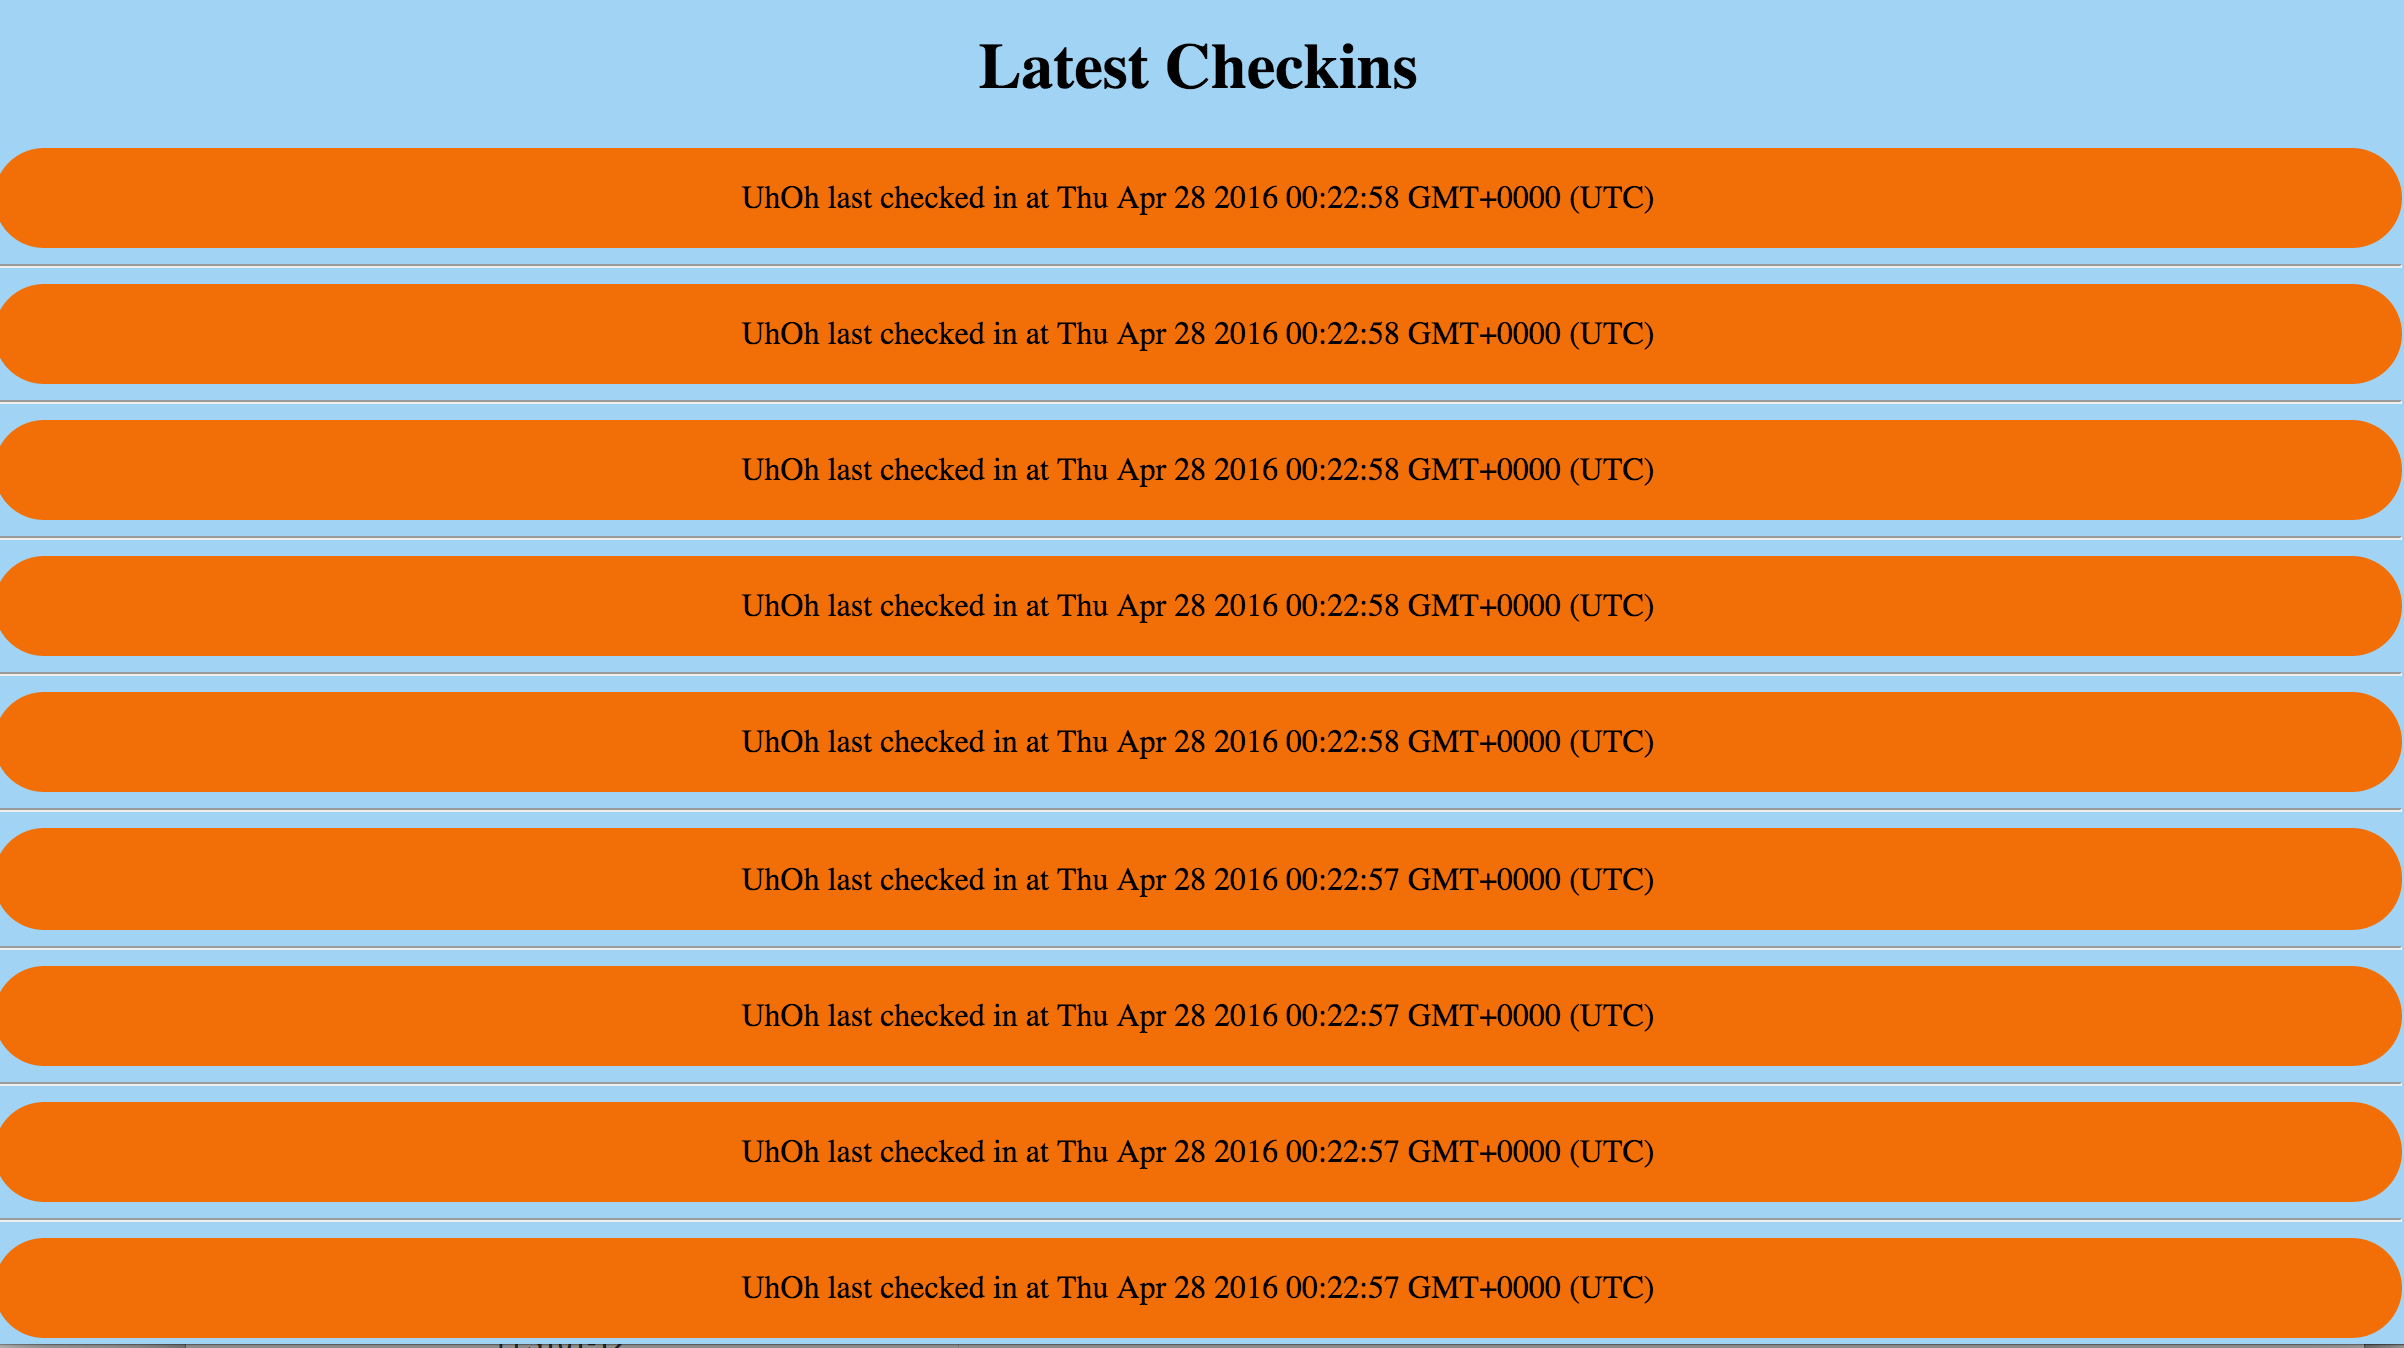 Latest Checkins
UhOh last checked in at Thu Apr 28 2016 00:22:58 GMT+0000 (UTC)
UhOh last checked in at Thu Apr 28 2016 00:22:58 GMT+0000 (UTC)
UhOh last checked in at Thu Apr 28 2016 00:22:58 GMT+0000 (UTC)
UhOh last checked in at Thu Apr 28 2016 00:22:58 GMT+0000 (UTC)
UhOh last checked in at Thu Apr 28 2016 00:22:58 GMT+0000 (UTC)
UhOh last checked in at Thu Apr 28 2016 00:22:57 GMT+0000 (UTC)
UhOh last checked in at Thu Apr 28 2016 00:22:57 GMT+0000 (UTC)
UhOh last checked in at Thu Apr 28 2016 00:22:57 GMT+0000 (UTC)
UhOh last checked in at Thu Apr 28 2016 00:22:57 GMT+0000 (UTC)